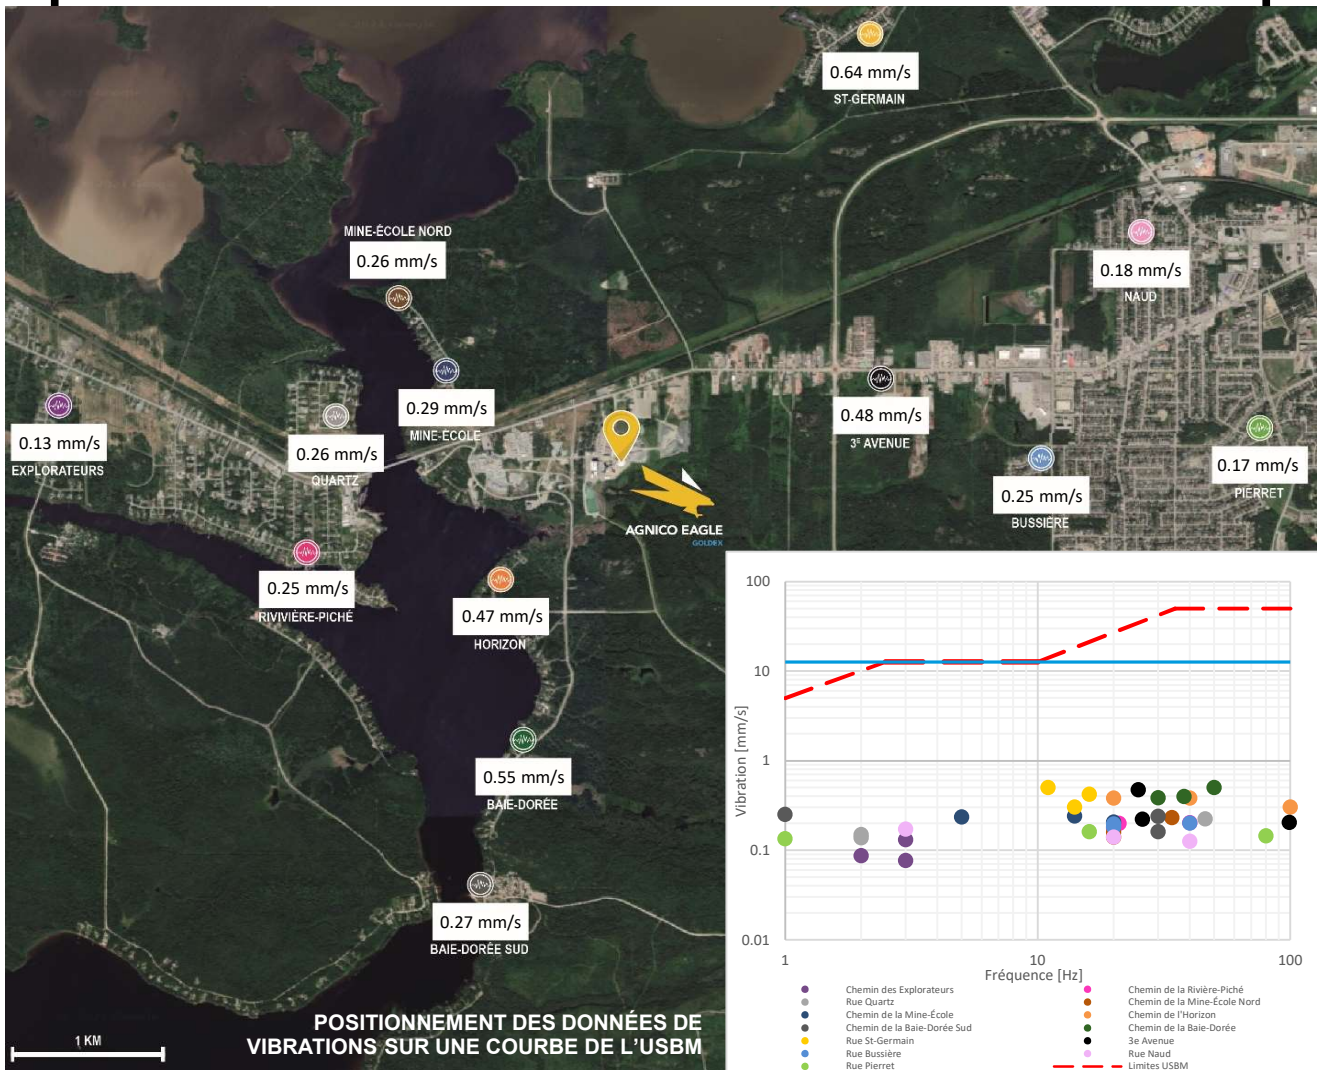 0.64 mm/s
ST-GERMAIN
MINE-ÉCOLE NORD
0.26 mm/s
0.18 mm/s
NAUD
0.29 mm/s
MINE-ÉCOLE
0.48 mm/s
3E AVENUE
0.13 mm/s
EXPLORATEURS
0.26 mm/s
QUARTZ
0.17 mm/s
PIERRET
0.25 mm/s
BUSSIÈRE
AGNICO EAGLE
GOLDEX
0.25 mm/s
RIVIVIÈRE-PICHÉ
0.47 mm/s
HORIZON
0.55 mm/s
BAIE-DORÉE
0.27 mm/s
BAIE-DORÉE SUD
POSITIONNEMENT DES DONNÉES DE
VIBRATIONS SUR UNE COURBE DE L'USBM
1 KM
100
10
1
0.1
0.01
Vibration [mm/s]
1
10
100
Fréquence [Hz]
Chemin des Explorateurs
Chemin de la Rivière-Piché
Rue Quartz
Chemin de la Mine-École Nord
Chemin de la Mine-École
Chemin de l'Horizon
Chemin de la Baie-Dorée Sud
Chemin de la Baie-Dorée
Rue St-Germain
3e Avenue
Rue Bussière
Rue Naud
Rue Pierret
Limites USBM